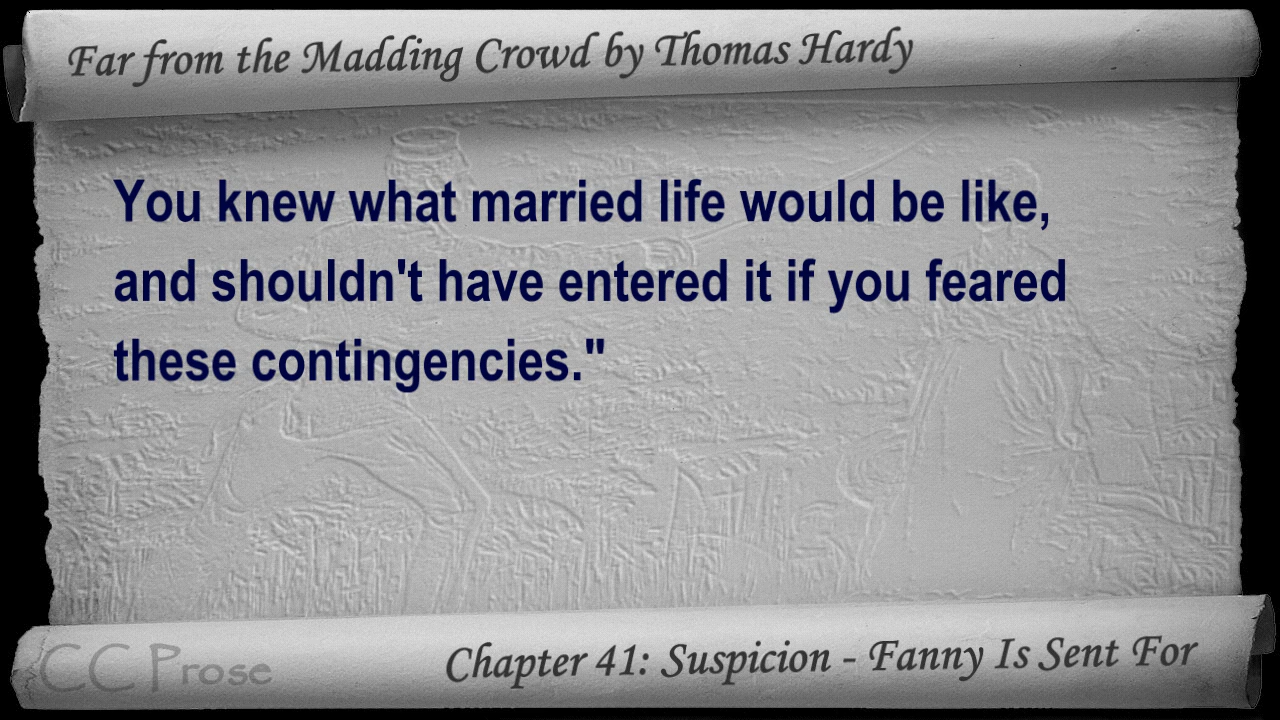 Far from the Madding Crowd by Thomas Hardy
You knew what married life would be like,
and shouldn't have entered it if you feared
these contingencies."
CC Prose
Chapter 41: Suspicion - Fanny Is Sent For